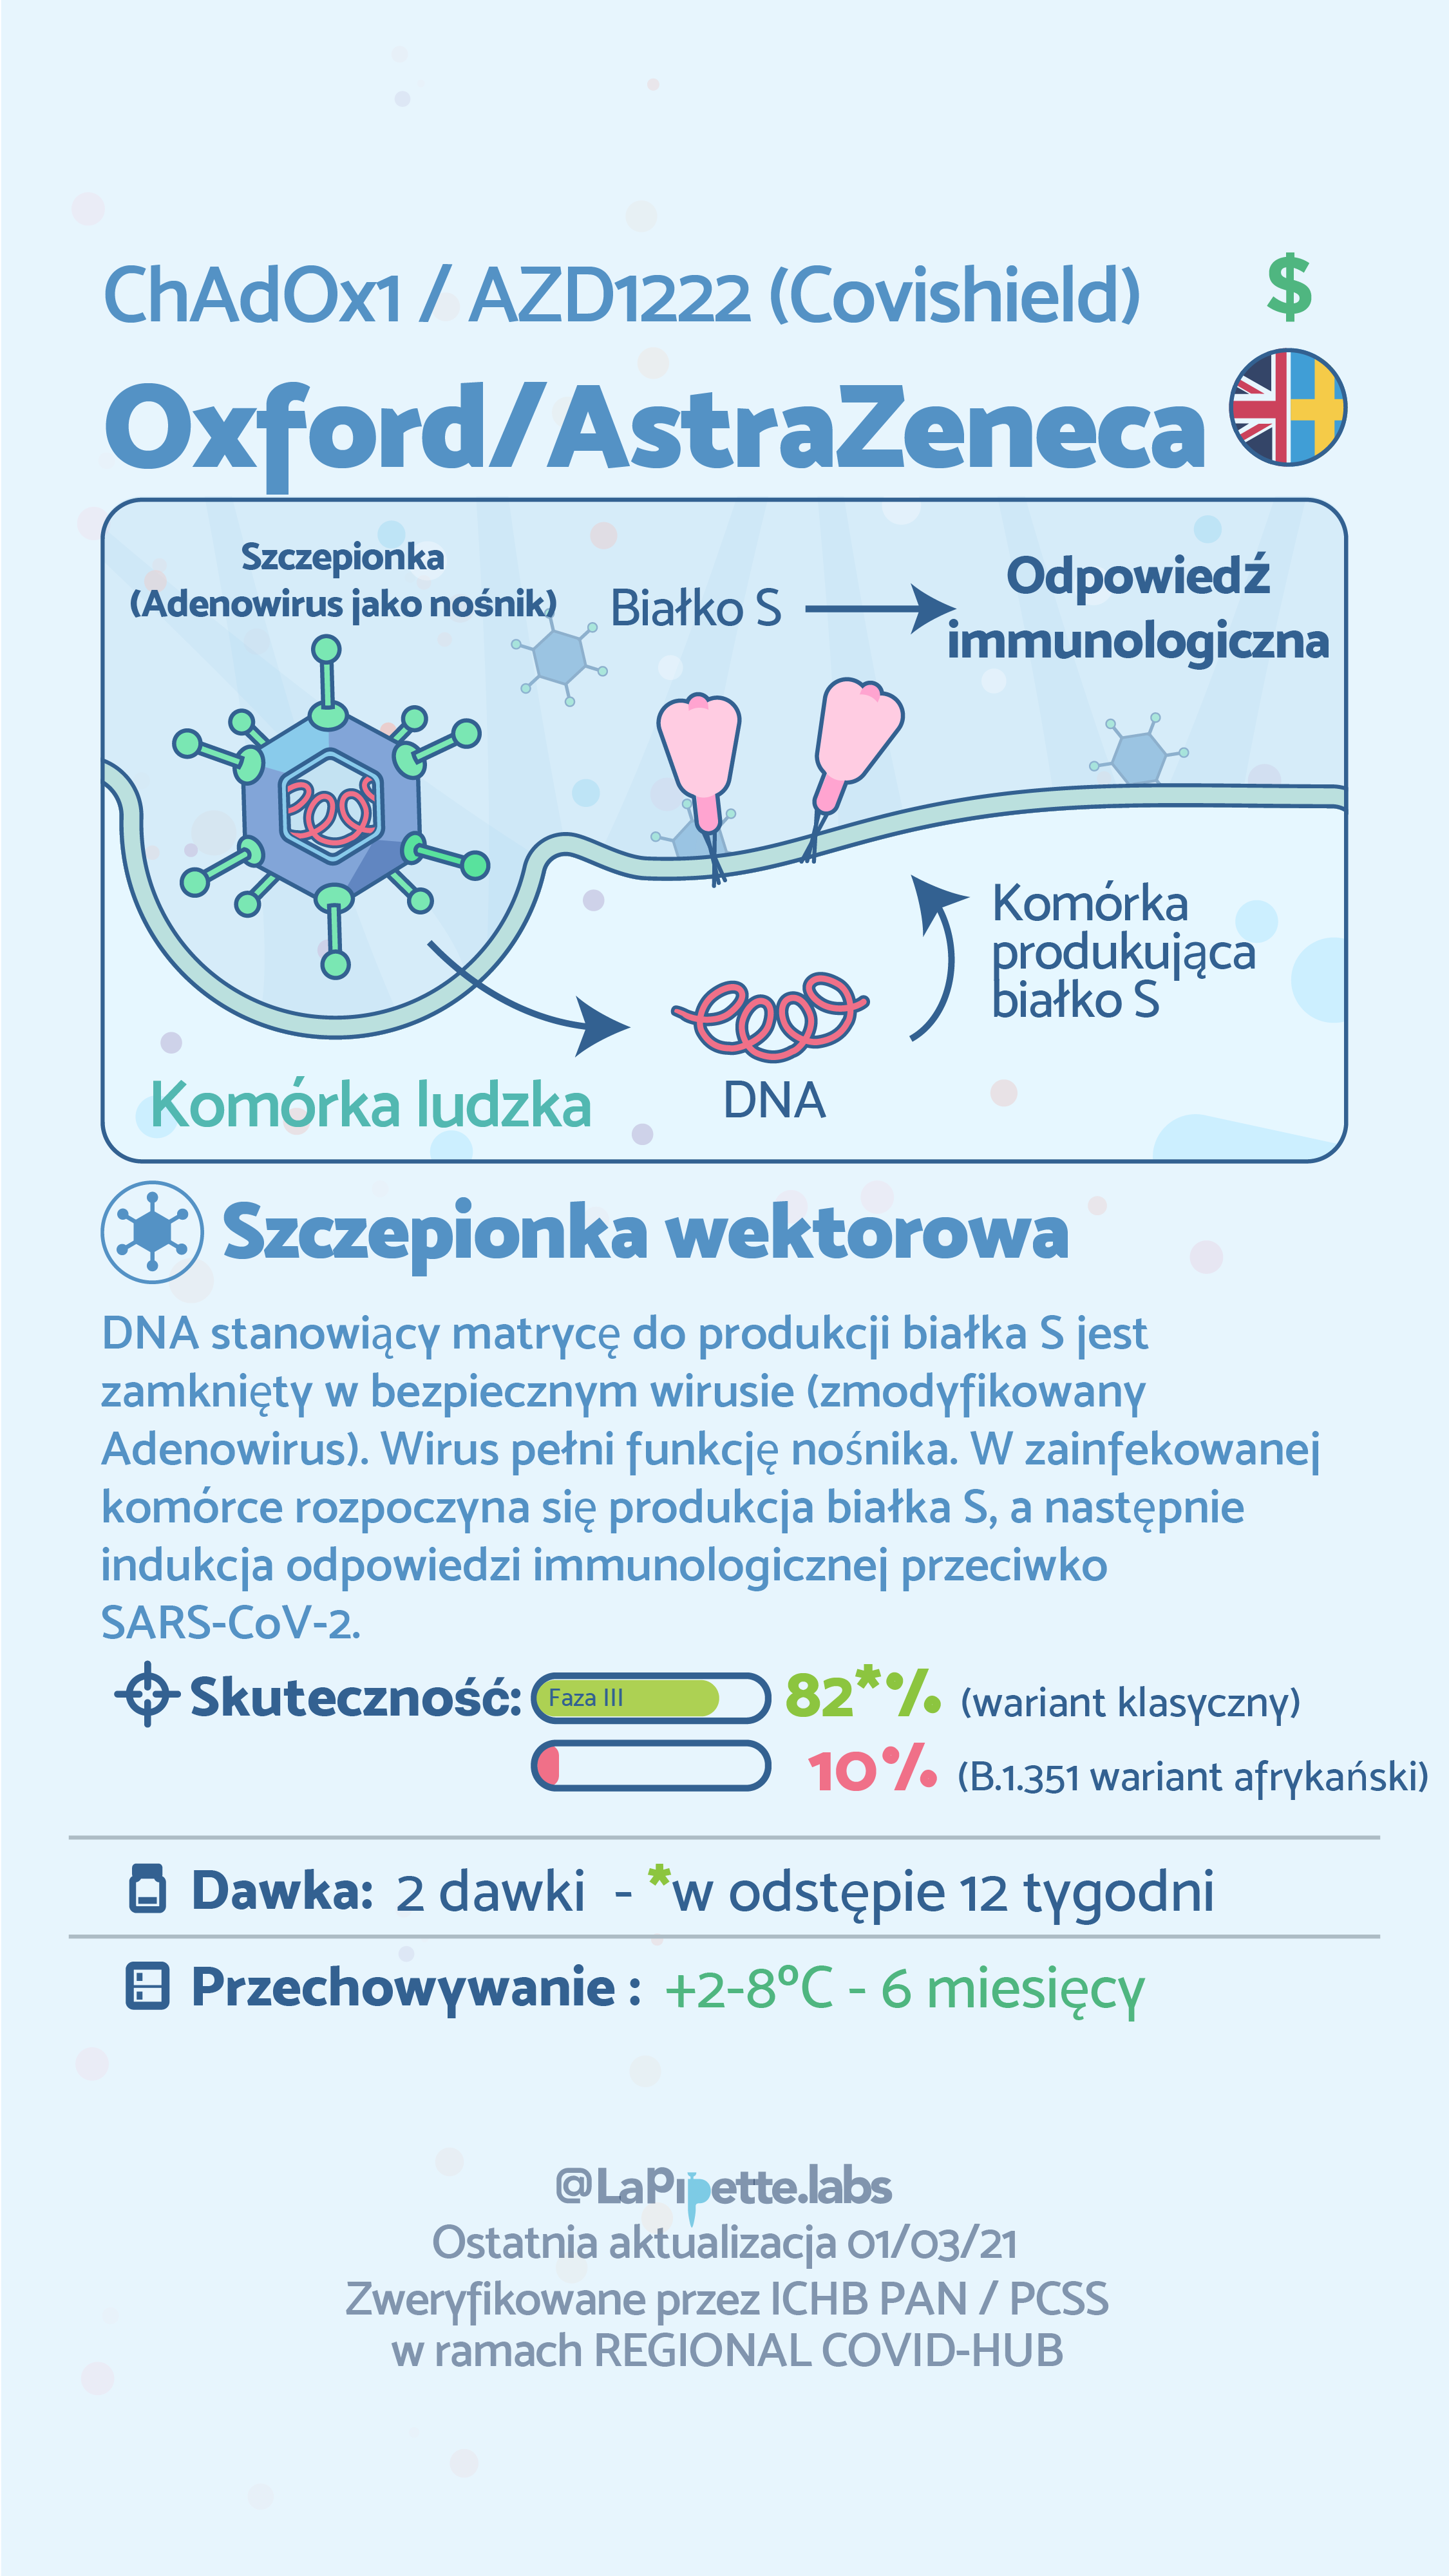 ChAdOx1 / AZD1222 (Covishield) $
Oxford/AstraZeneca
Szczepionka
(Adenowirus jako nośnik)
Białko S
Odpowiedź
immunologiczna
Komórka
produkująca
białko S
Komórka ludzka
DNA
Szczepionka wektorowa
DNA stanowiący matrycę do produkcji białka S jest
zamknięty w bezpiecznym wirusie (zmodyfikowany
Adenowirus). Wirus pełni funkcję nośnika. W zainfekowanej
komórce rozpoczyna się produkcja białka S, a następnie
indukcja odpowiedzi immunologicznej przeciwko
SARS-CoV-2.
Skuteczność: Faza III 82*% (wariant klasyczny)
10% (B.1.351 wariant afrykański)
Dawka: 2 dawki - *w odstępie 12 tygodni
Przechowywanie : +2-8°C - 6 miesięcy
@LaPipette.labs
Ostatnia aktualizacja 01/03/21
Zweryfikowane przez ICHB PAN / PCSS
w ramach REGIONAL COVID-HUB